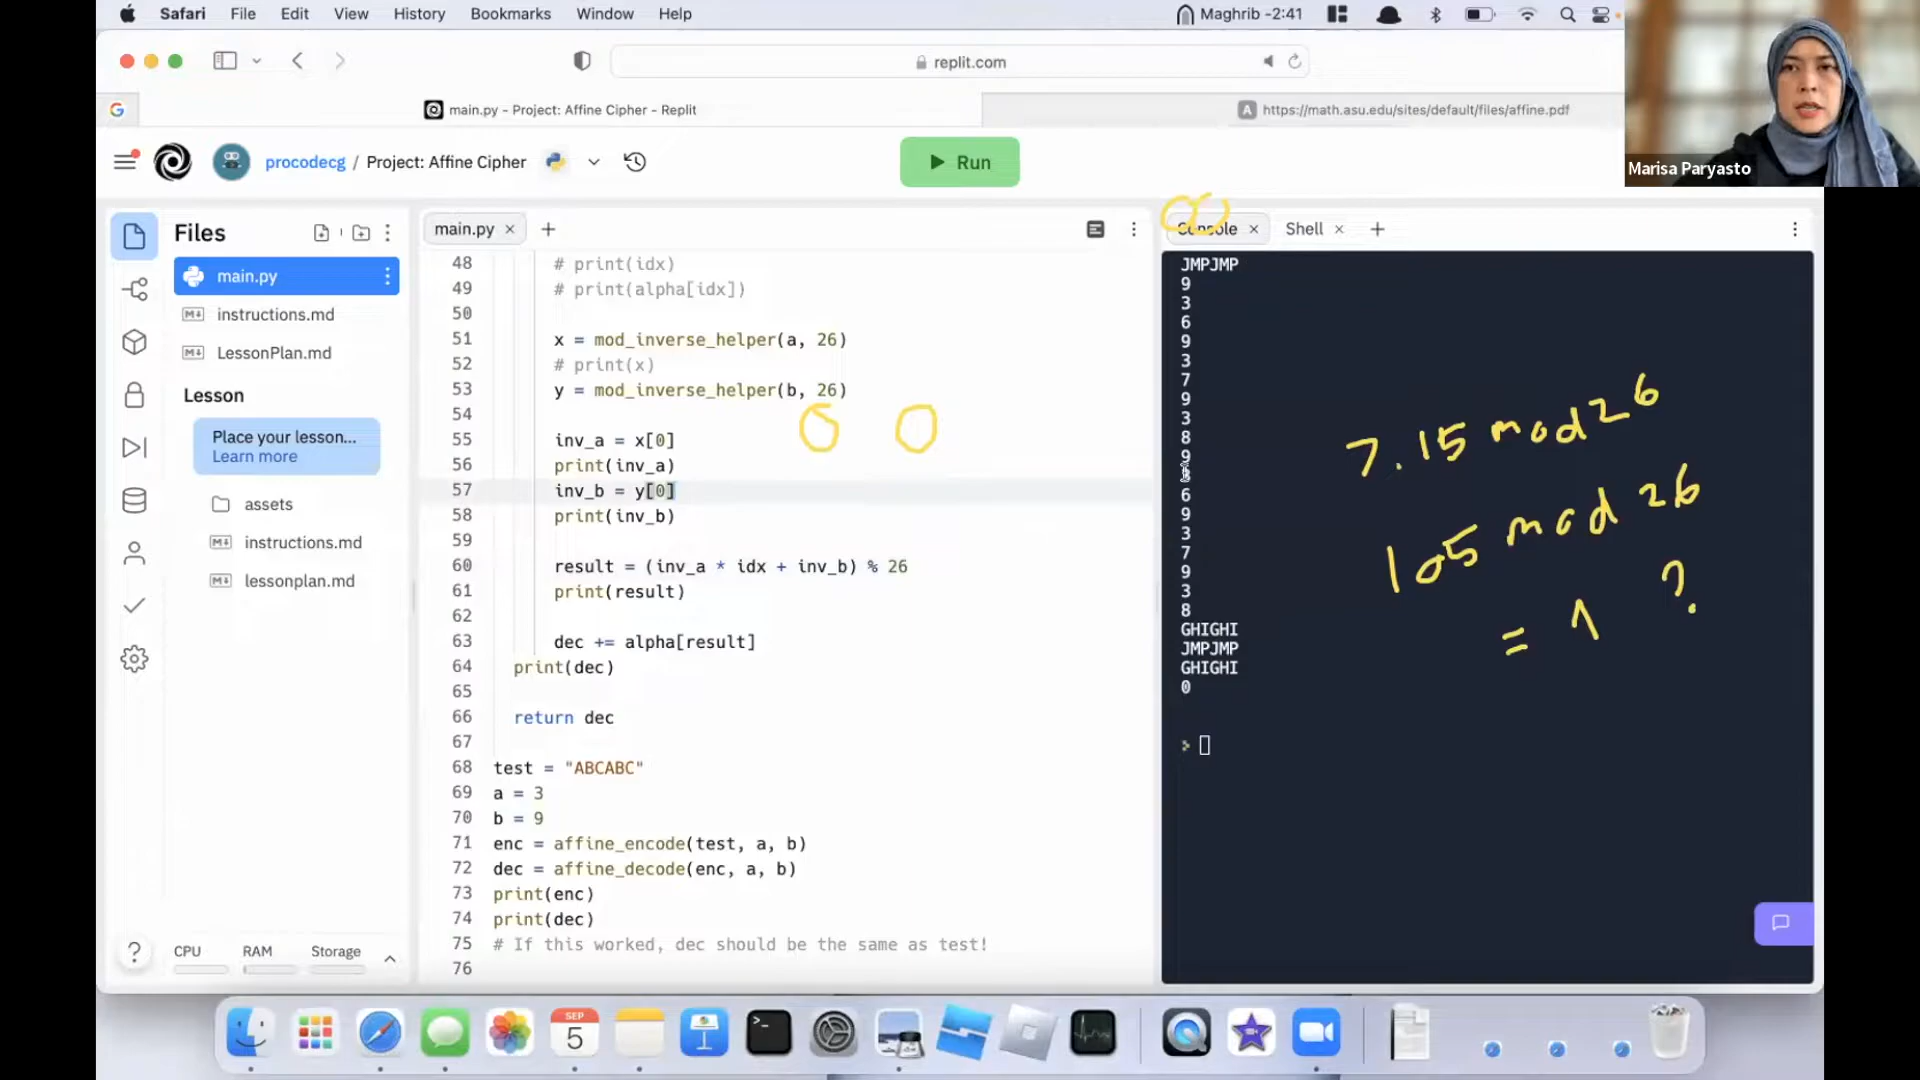 Safari File Edit View History Bookmarks Window Help Maghrib -2:41
replit.com
main.py - Project: Affine Cipher - Replit
https://math.asu.edu/sites/default/files/affine.pdf
Marisa Paryasto
procodecg / Project: Affine Cipher
Run
Files
main.py
instructions.md
LessonPlan.md
Lesson
Place your lesson...
Learn more
assets
instructions.md
lessonplan.md
CPU RAM Storage
main.py
48 # print(idx)
49 # print(alpha[idx])
50
51 x = mod_inverse_helper(a, 26)
52 # print(x)
53 y = mod_inverse_helper(b, 26)
54
55 inv_a = x[0]
56 print(inv_a)
57 inv_b = y[0]
58 print(inv_b)
59
60 result = (inv_a * idx + inv_b) % 26
61 print(result)
62
63 dec += alpha[result]
64 print(dec)
65
66 return dec
67
68 test = "ABCABC"
69 a = 3
70 b = 9
71 enc = affine_encode(test, a, b)
72 dec = affine_decode(enc, a, b)
73 print(enc)
74 print(dec)
75 # If this worked, dec should be the same as test!
76
Console Shell
JMPJMP
9
3
6
9
3
7
9
3
8
9
6
9
3
7
9
3
8
GHIGHI
JMPJMP
GHIGHI
0
7.15 mod 26
105 mod 26
= 1 ?
SEP
5